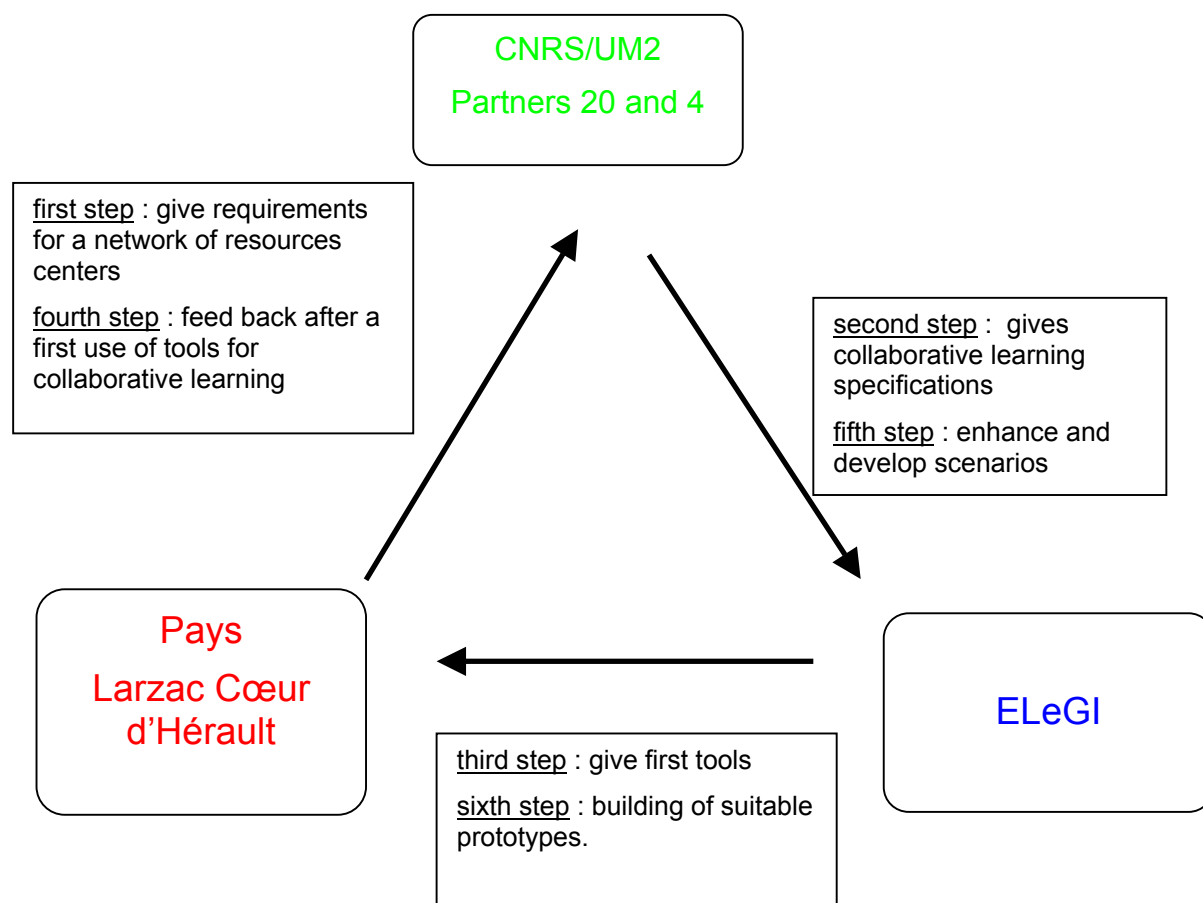 CNRS/UM2
Partners 20 and 4
first step : give requirements
for a network of resources
centers
fourth step : feed back after a
first use of tools for
collaborative learning
second step :  gives
collaborative learning
specifications
fifth step : enhance and
develop scenarios
Pays
Larzac Cœur
d’Hérault
ELeGI
third step : give first tools
sixth step : building of suitable
prototypes.